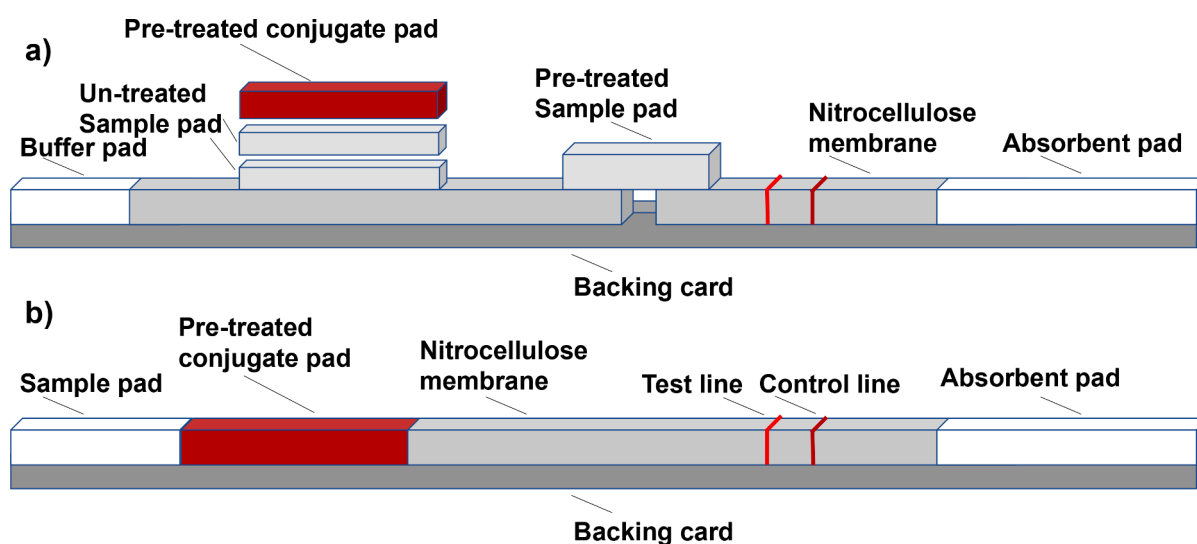 a)
Pre-treated conjugate pad
Un-treated
Sample pad
Buffer pad
Pre-treated
Sample pad
Nitrocellulose
membrane
Absorbent pad
Backing card
b)
Sample pad
Pre-treated
conjugate pad
Nitrocellulose
membrane
Test line
Control line
Absorbent pad
Backing card